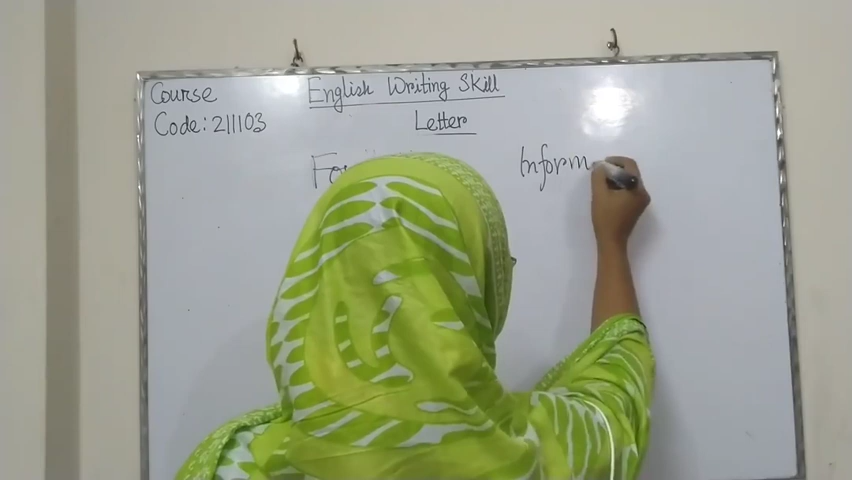 Course
English Writing Skill
Code: 211103
Letter
Inform